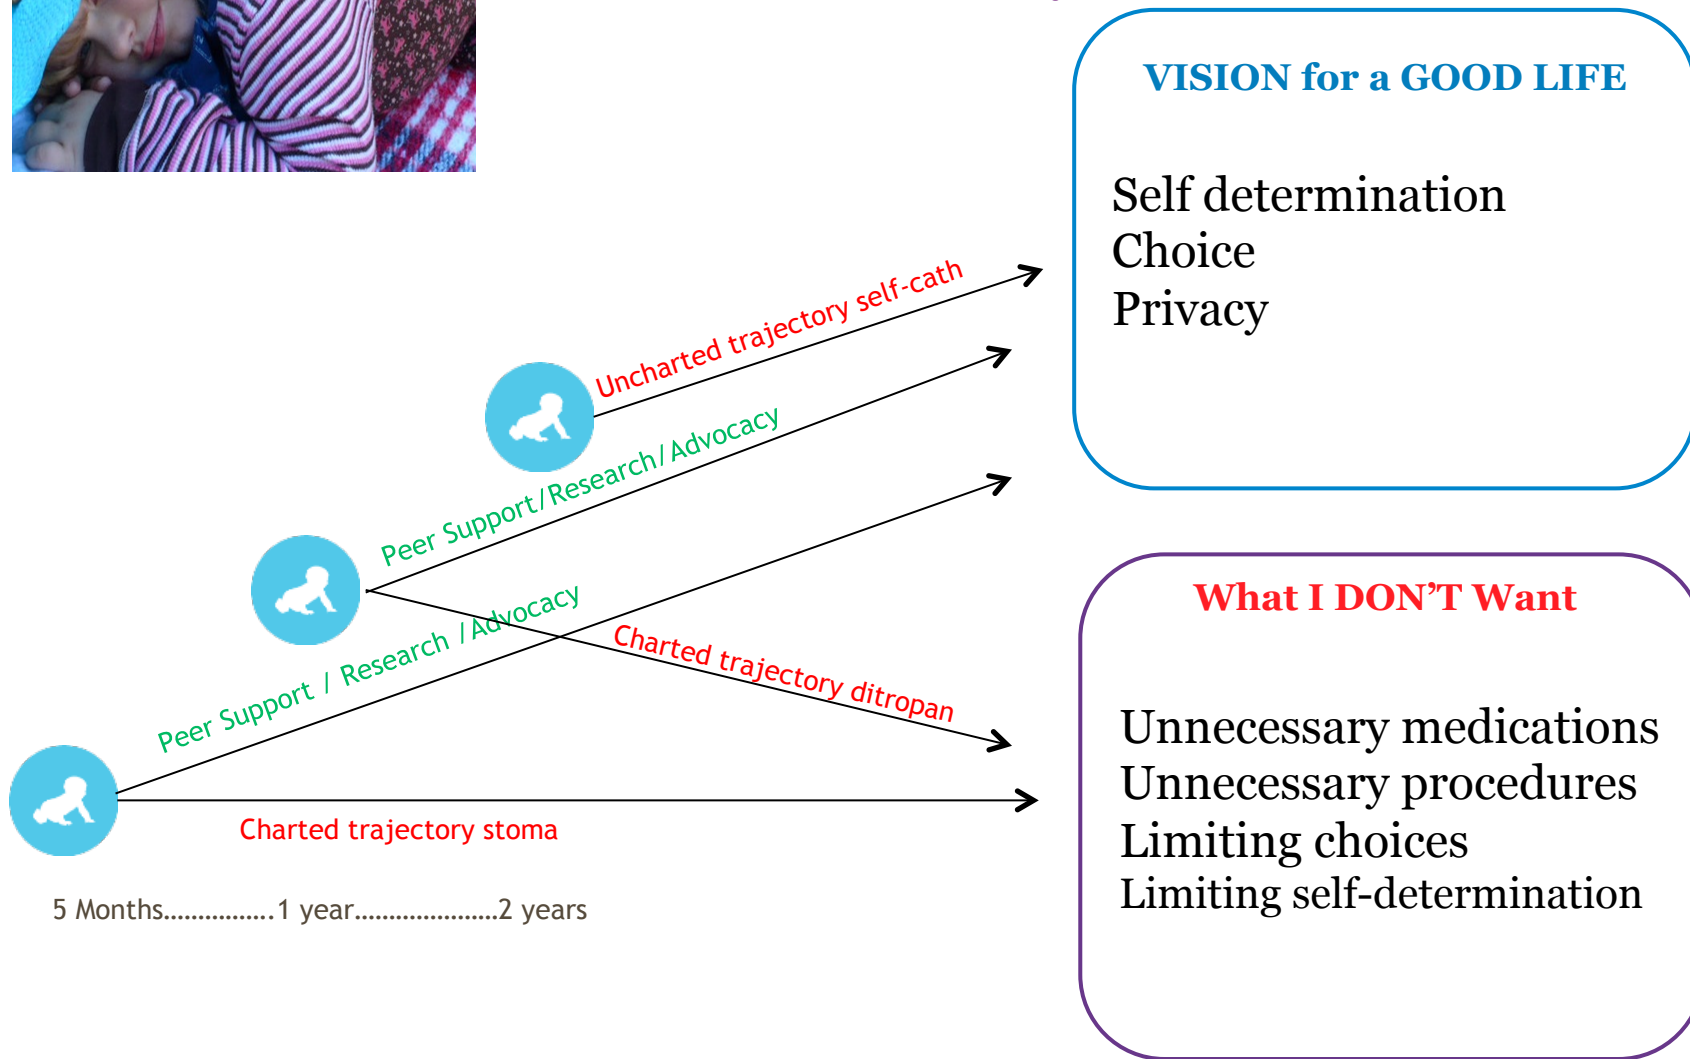 VISION for a GOOD LIFE
Self determination
Choice
Privacy
Uncharted trajectory self-cath
Peer Support/Research/Advocacy
Peer Support / Research /Advocacy
Charted trajectory ditropan
Charted trajectory stoma
5 Months................1 year.....................2 years
What I DON’T Want
Unnecessary medications
Unnecessary procedures
Limiting choices
Limiting self-determination